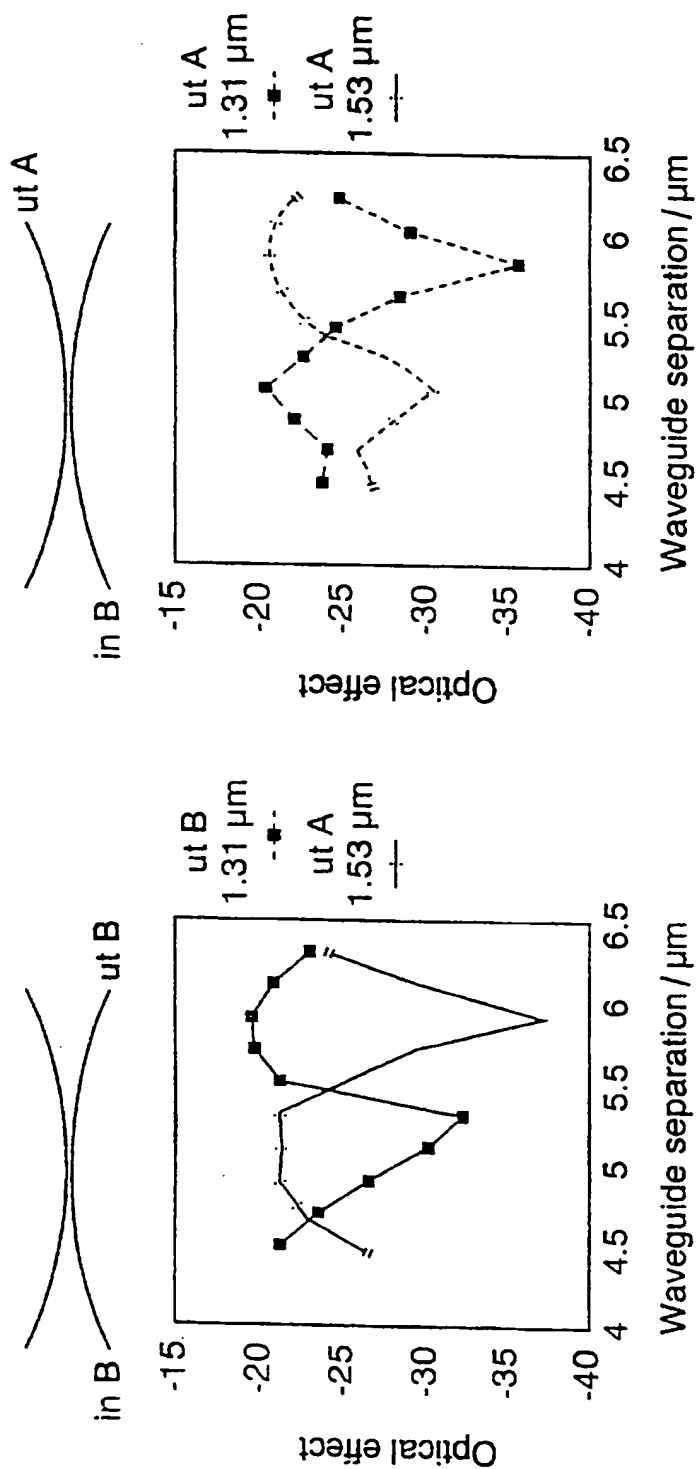 in B
ut B
Optical effect
-15
-20
-25
-30
-35
-40
4
4.5
5
5.5
6
6.5
Waveguide separation / µm
ut B
1.31 µm
ut A
1.53 µm
in B
ut A
Optical effect
-15
-20
-25
-30
-35
-40
4
4.5
5
5.5
6
6.5
Waveguide separation / µm
ut A
1.31 µm
ut A
1.53 µm